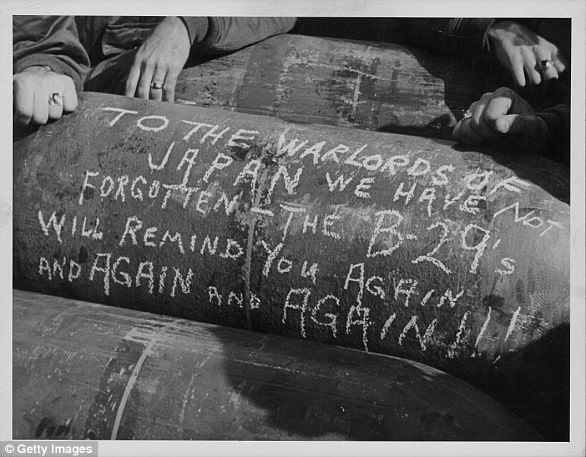 TO THE WARLORDS OF
JAPAN WE HAVE NOT
FORGOTTEN - THE B-29's
WILL REMIND YOU AGAIN
AND AGAIN AND AGAIN!!
© Getty Images